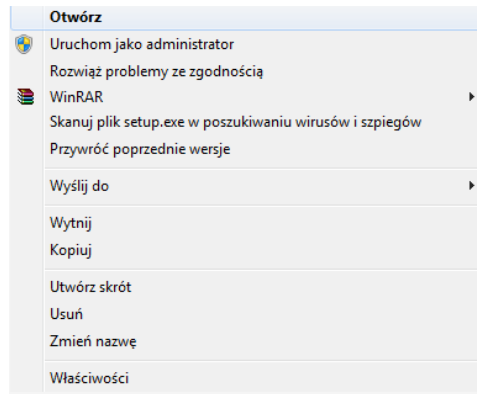 Otwórz
Uruchom jako administrator
Rozwiąż problemy ze zgodnością
WinRAR
Skanuj plik setup.exe w poszukiwaniu wirusów i szpiegów
Przywróć poprzednie wersje
Wyślij do
Wytnij
Kopiuj
Utwórz skrót
Usuń
Zmień nazwę
Właściwości